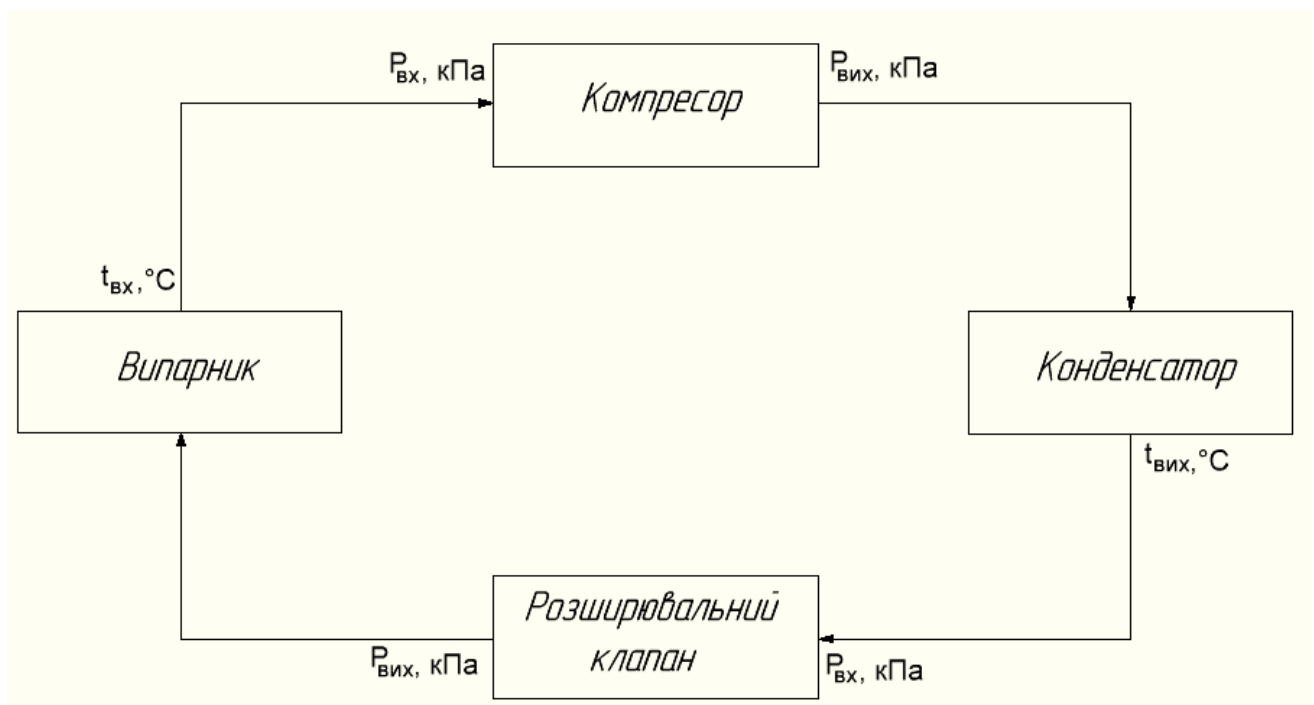 Pвх, кПа
Компресор
Pвих, кПа
tвх,°C
Випарник
Конденсатор
tвих,°C
Розширювальний
клапан
Pвих, кПа
Pвх, кПа